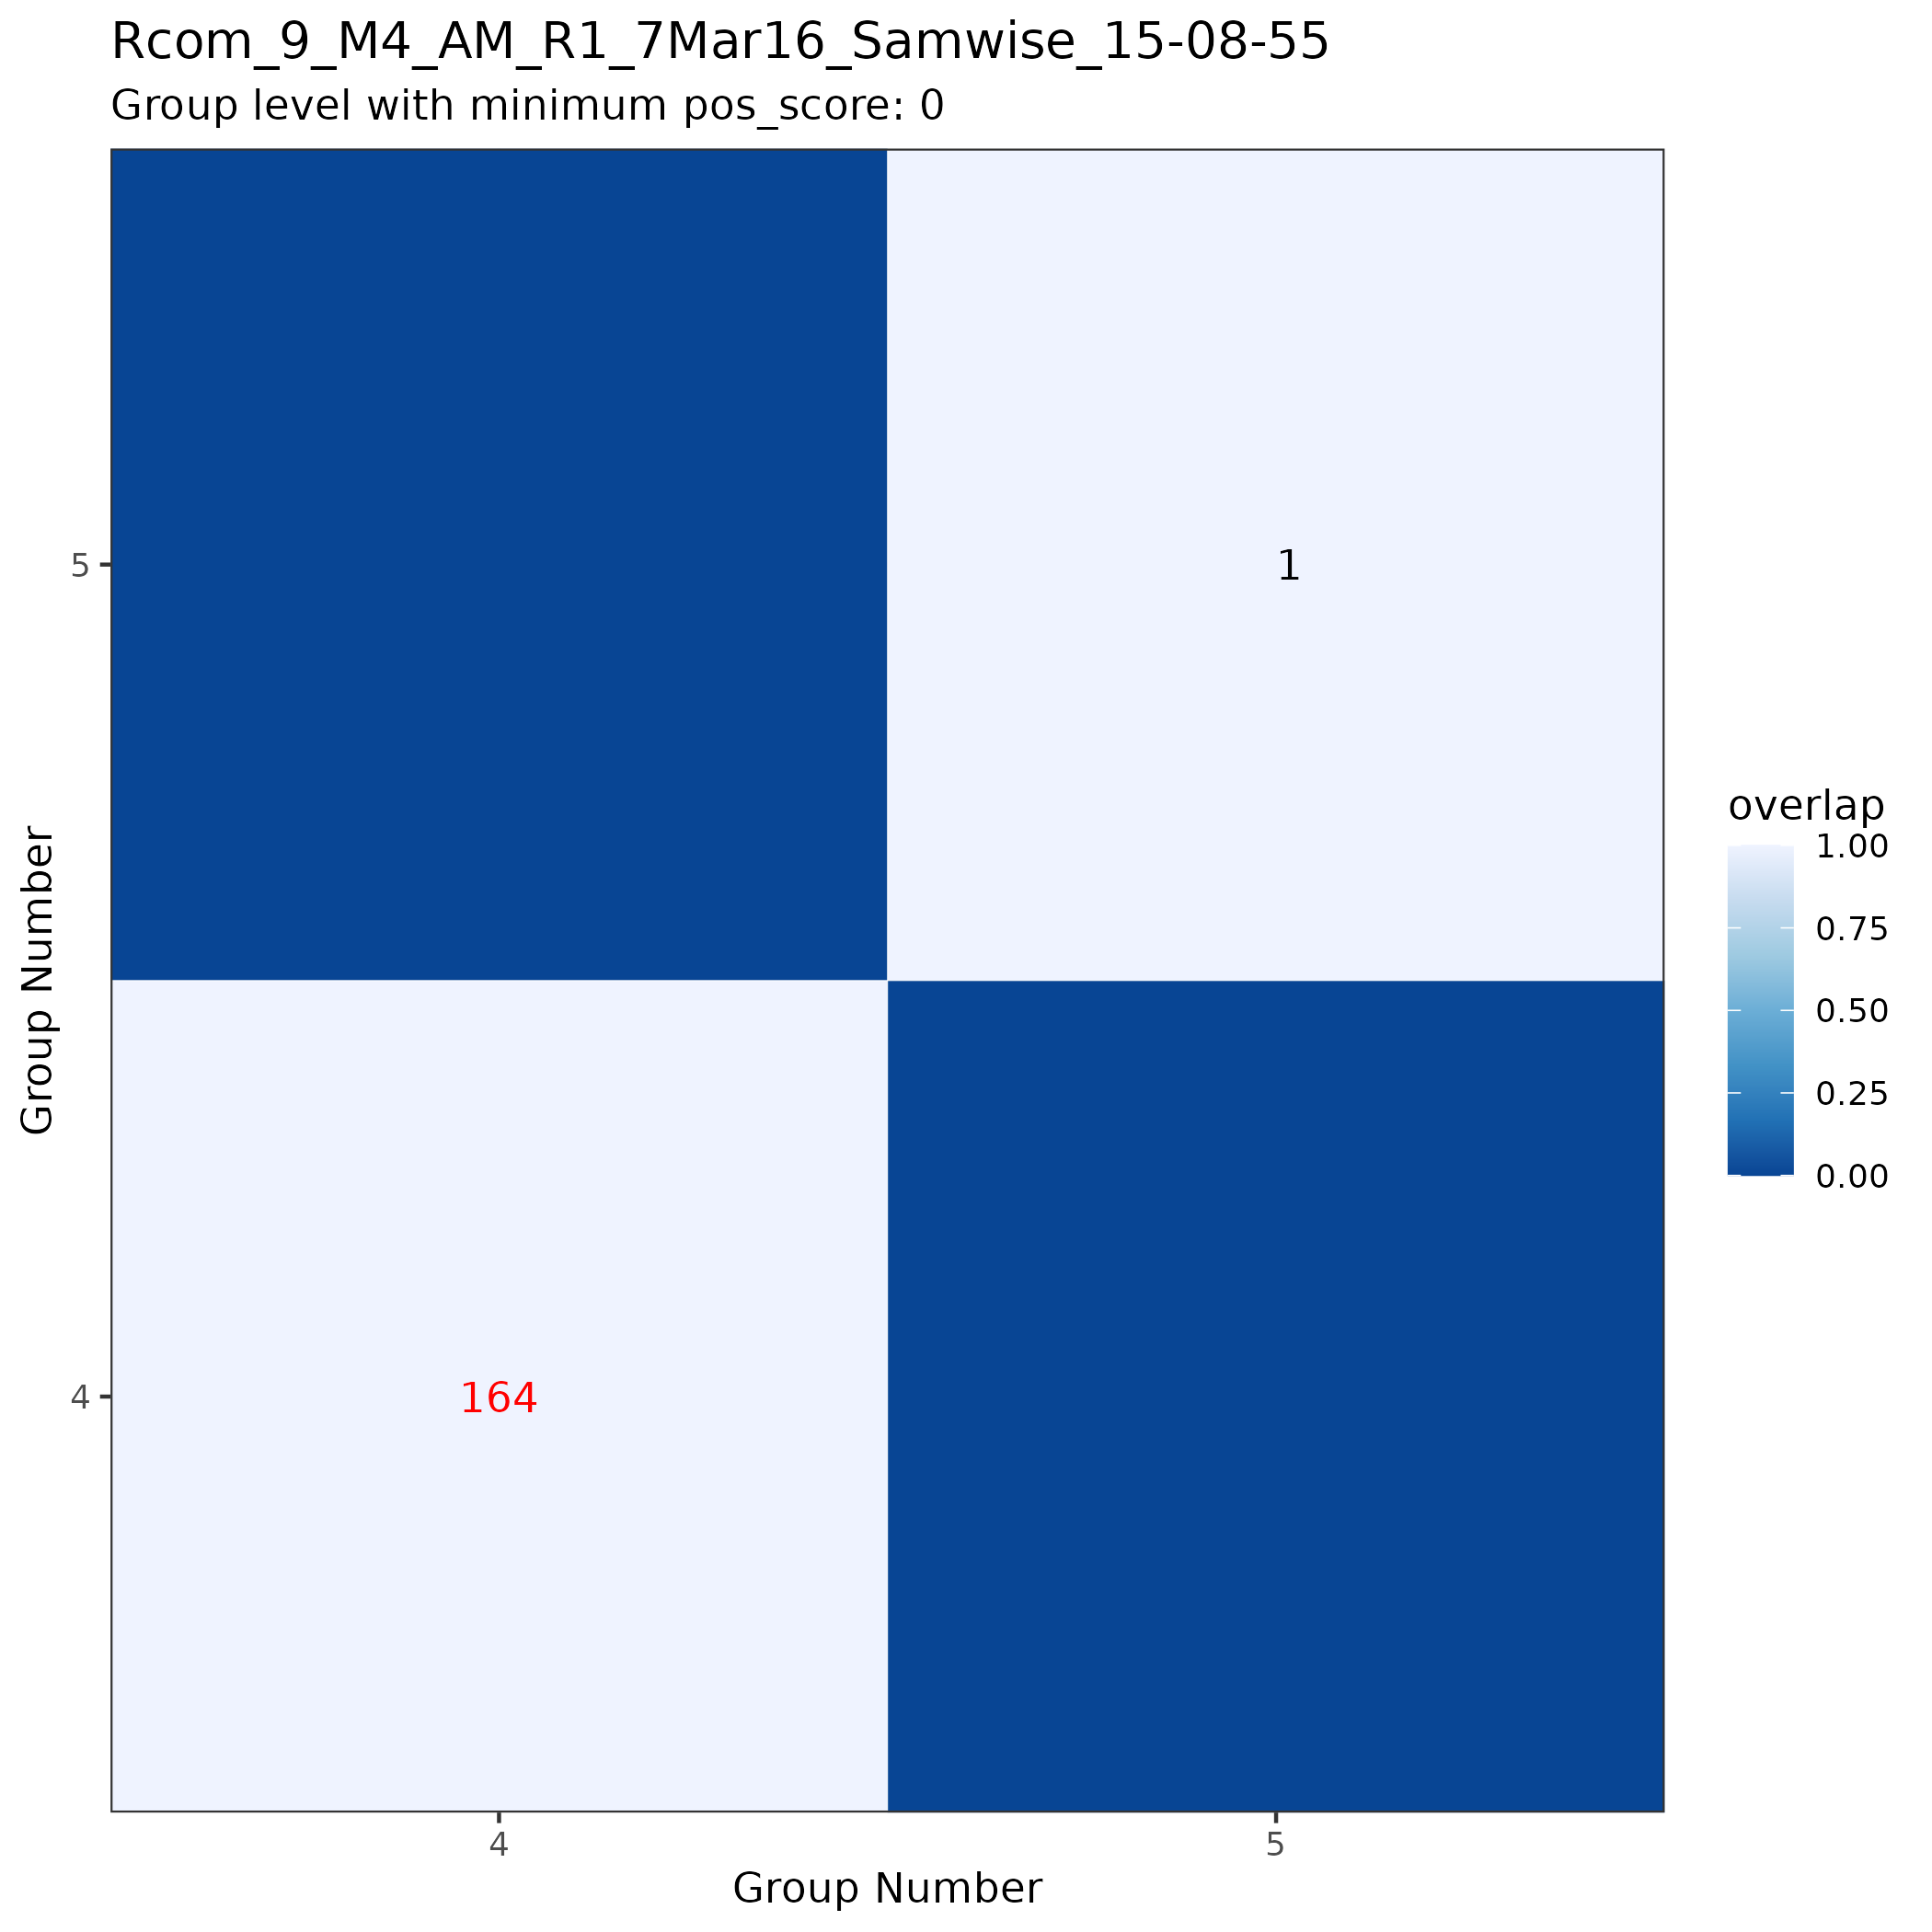 Rcom_9_M4_AM_R1_7Mar16_Samwise_15-08-55
Group level with minimum pos_score: 0
5
1
Group Number
overlap
1.00
0.75
0.50
0.25
0.00
4
164
4
5
Group Number